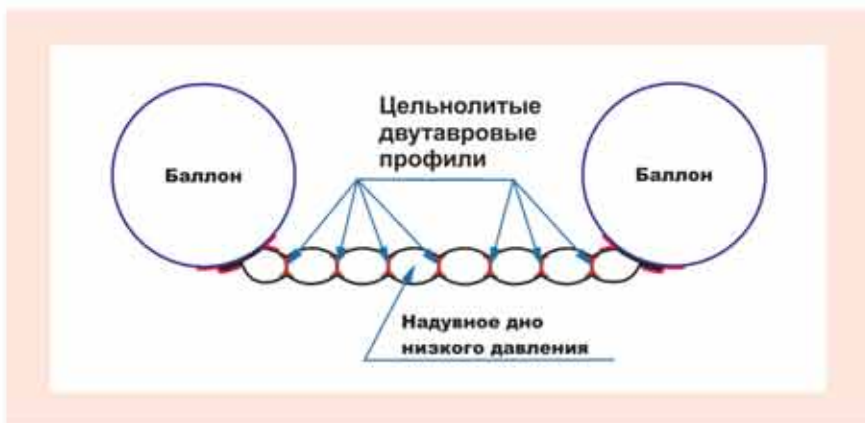 Цельнолитые
двутавровые
профили
Баллон
Баллон
Надувное дно
низкого давления